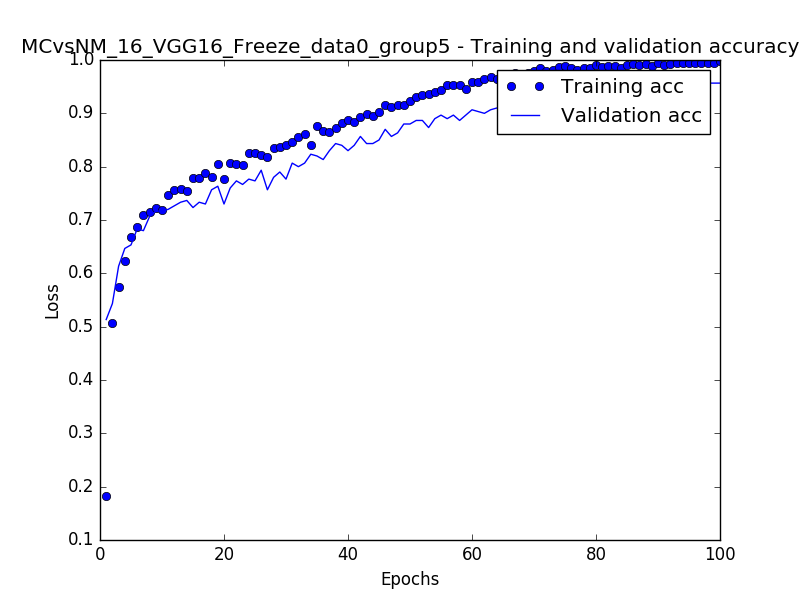 MCvsNM_16_VGG16_Freeze_data0_group5 - Training and validation accuracy
1.0
0.9
0.8
0.7
0.6
0.5
0.4
0.3
0.2
0.1
Loss
Training acc
Validation acc
0 20 40 60 80 100
Epochs